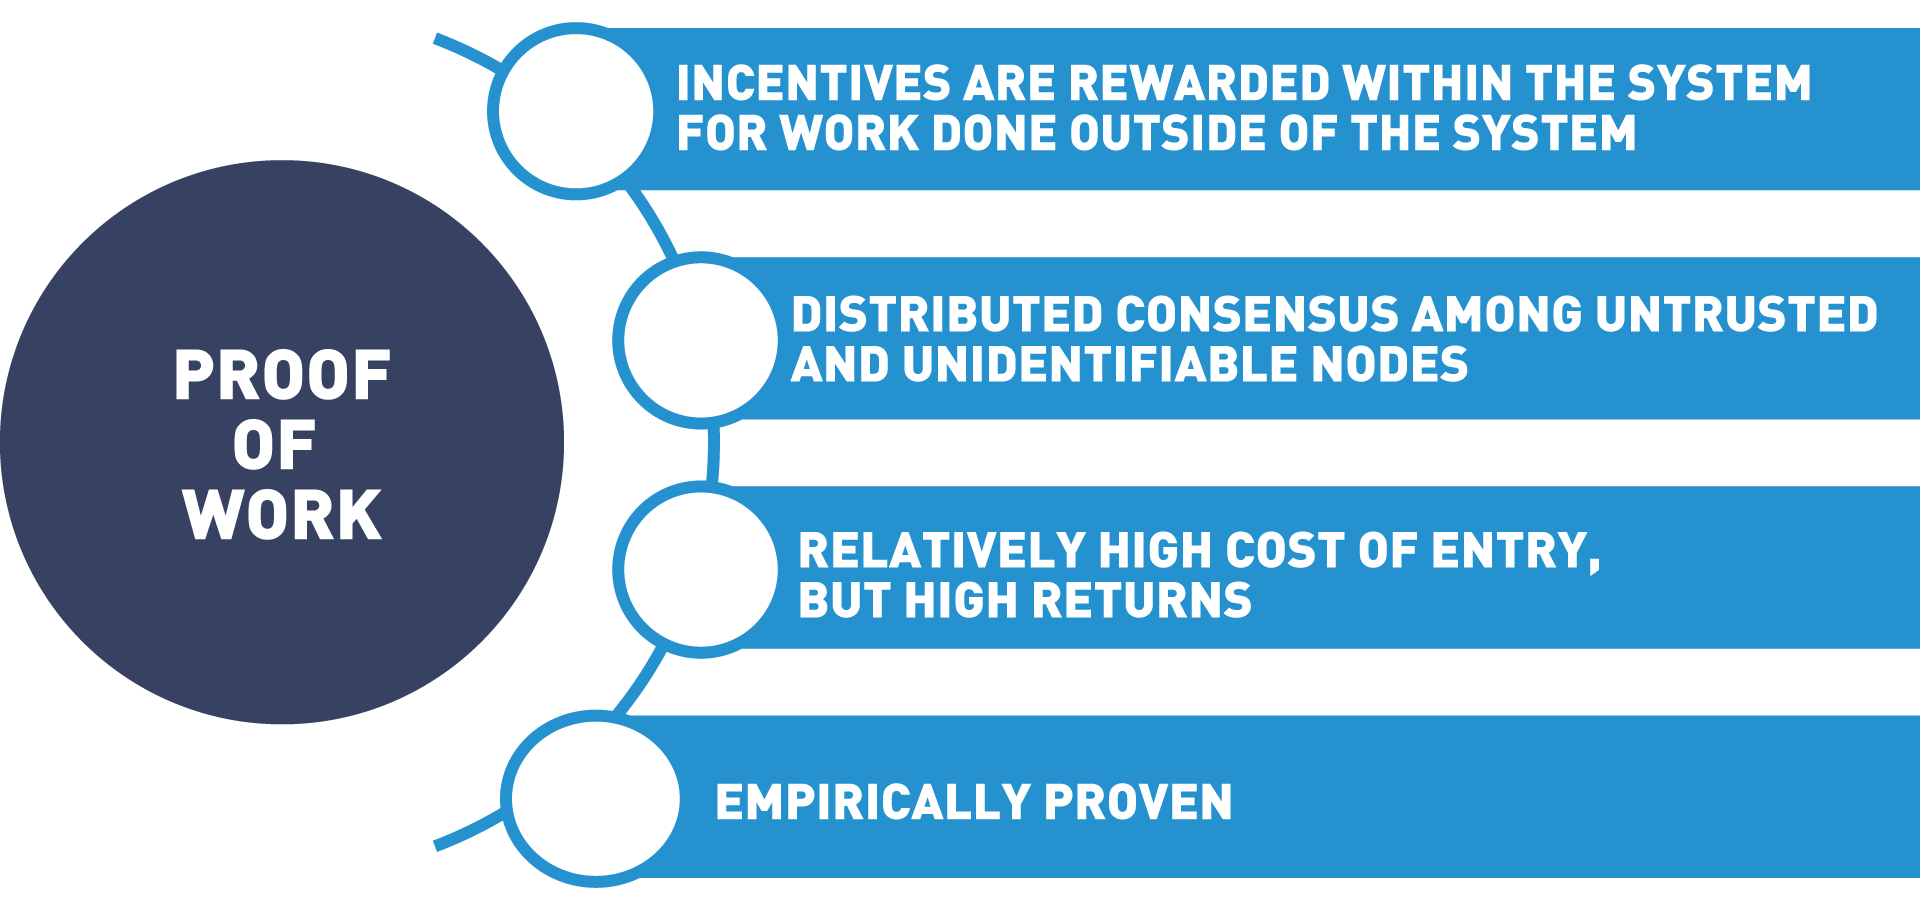 PROOF
OF
WORK
INCENTIVES ARE REWARDED WITHIN THE SYSTEM
FOR WORK DONE OUTSIDE OF THE SYSTEM
DISTRIBUTED CONSENSUS AMONG UNTRUSTED
AND UNIDENTIFIABLE NODES
RELATIVELY HIGH COST OF ENTRY,
BUT HIGH RETURNS
EMPIRICALLY PROVEN